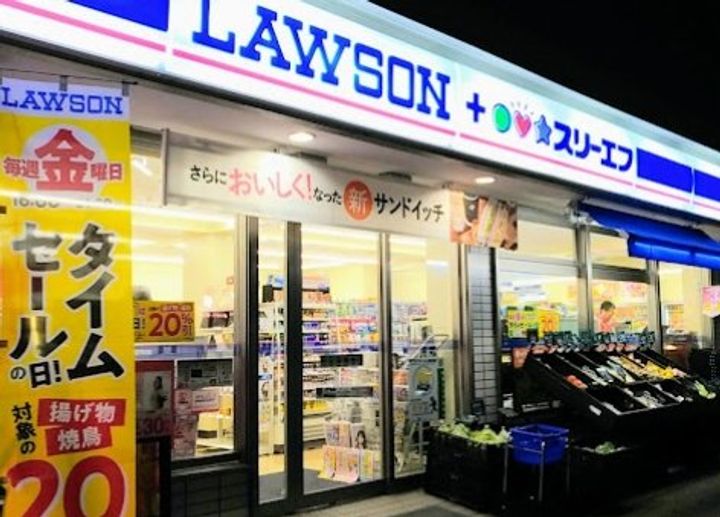 LAWSON + スリーエフ
さらにおいしく!なった 新 サンドイッチ
LAWSON
毎週 金 曜日
タイム
セール
の日!
対象の
揚げ物
焼鳥
20
20%